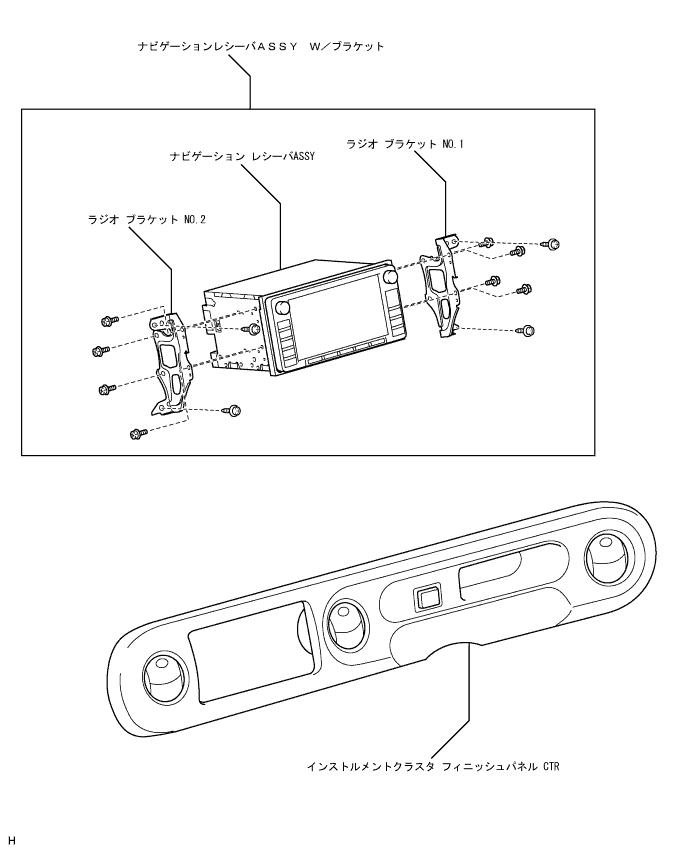 ナビゲーションレシーバＡＳＳＹ　Ｗ／ブラケット
ラジオ ブラケット NO.1
ナビゲーション レシーバASSY
ラジオ ブラケット NO.2
インストルメントクラスタ フィニッシュパネル CTR
H